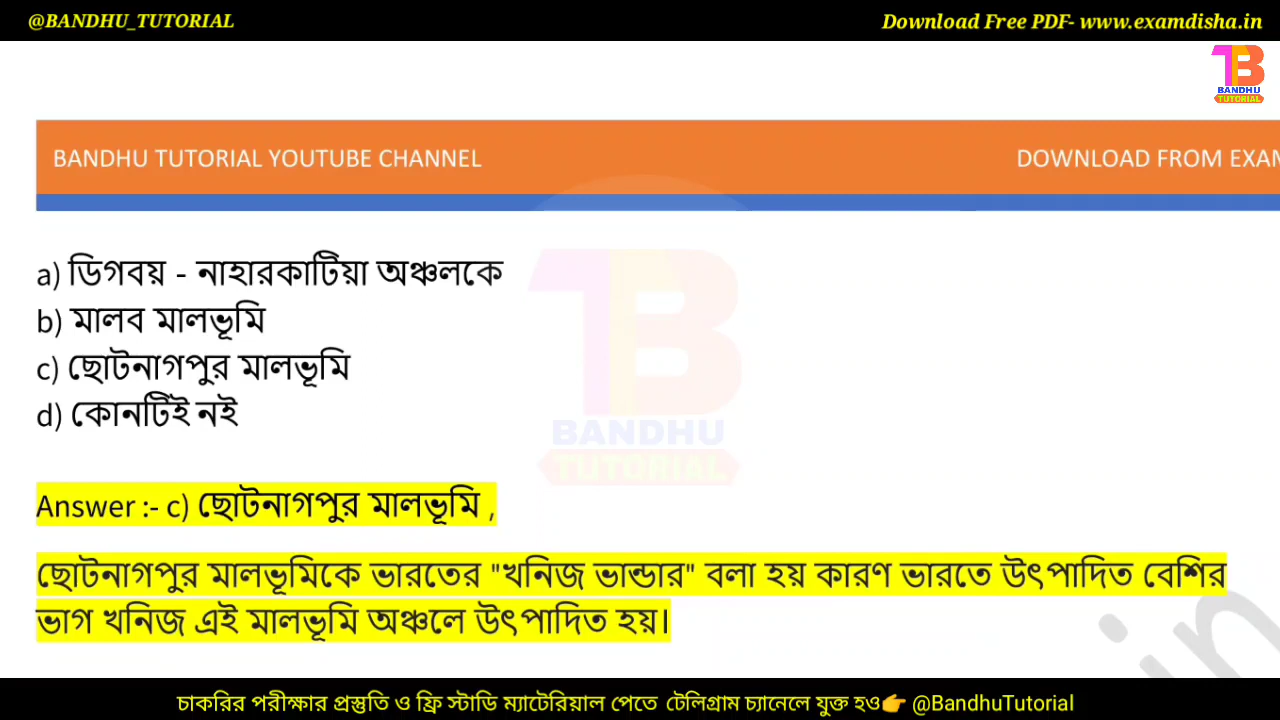 @BANDHU_TUTORIAL
Download Free PDF- www.examdisha.in
BANDHU
TUTORIAL
BANDHU TUTORIAL YOUTUBE CHANNEL
DOWNLOAD FROM EXAM
a) ডিগবয় - নাহারকাটিয়া অঞ্চলকে
b) মালব মালভূমি
c) ছোটনাগপুর মালভূমি
d) কোনটিই নই
BANDHU
TUTORIAL
Answer :- c) ছোটনাগপুর মালভূমি ,
ছোটনাগপুর মালভূমিকে ভারতের "খনিজ ভান্ডার" বলা হয় কারণ ভারতে উৎপাদিত বেশির
ভাগ খনিজ এই মালভূমি অঞ্চলে উৎপাদিত হয়।
.in
চাকরির পরীক্ষার প্রস্তুতি ও ফ্রি স্টাডি ম্যাটেরিয়াল পেতে টেলিগ্রাম চ্যানেলে যুক্ত হও👉 @BandhuTutorial